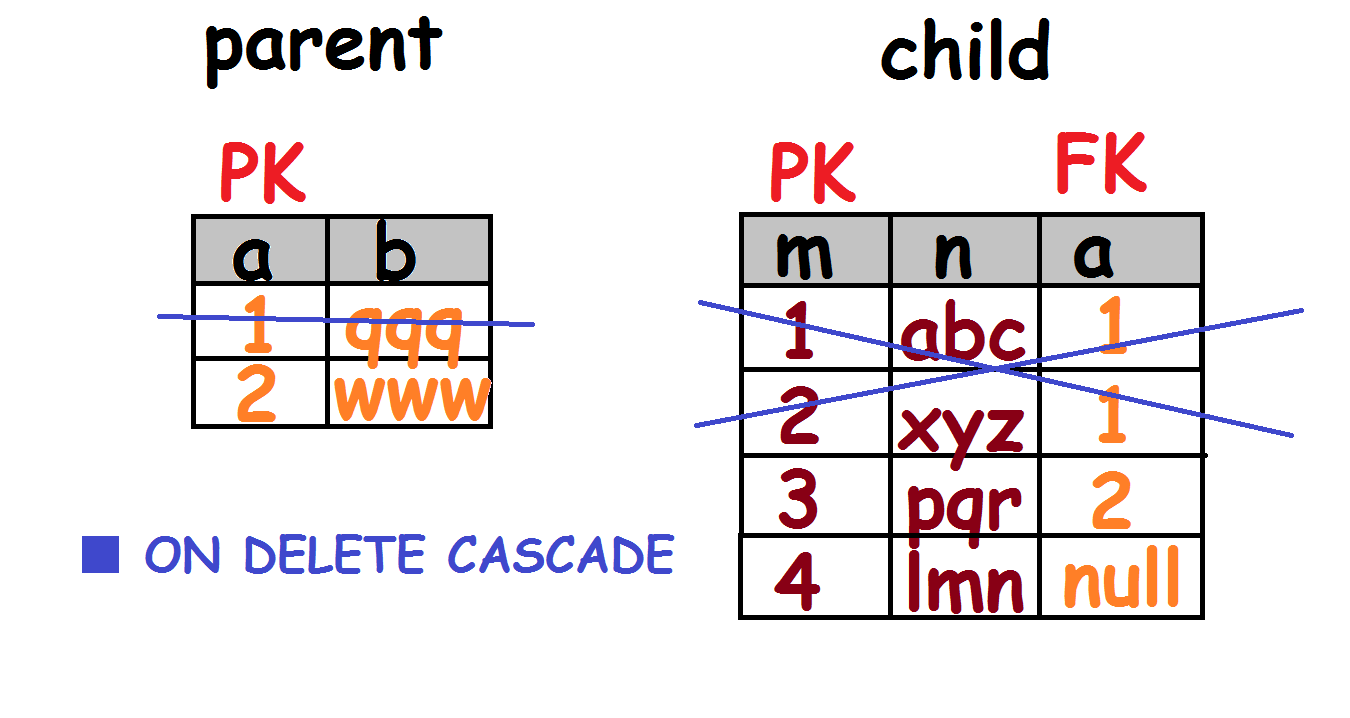 parent child
PK PK FK
a b m n a
1 qqq 1 abc 1
2 www 2 xyz 1
3 pqr 2
4 lmn null
ON DELETE CASCADE